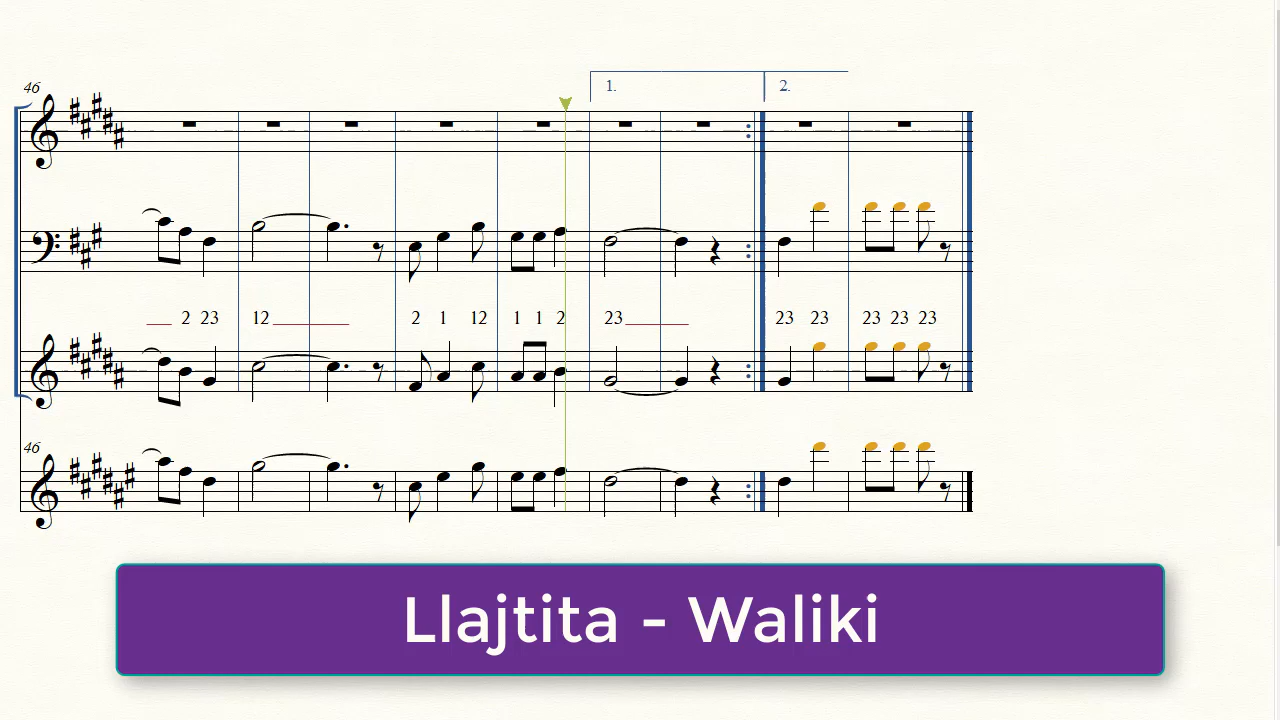 46
1. 2.
2 23 12 2 1 12 1 1 2 23 23 23 23 23 23
46
Llajtita - Waliki